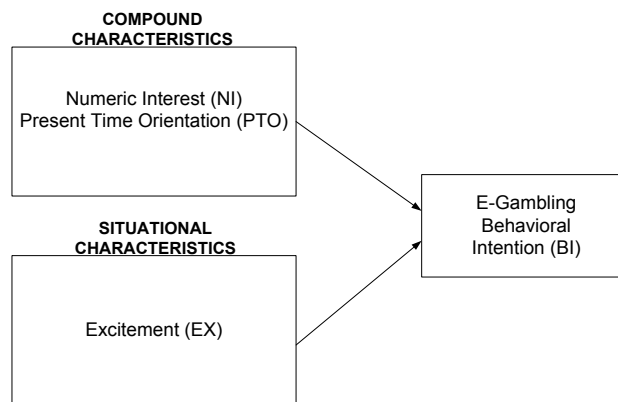 COMPOUND
CHARACTERISTICS
Numeric Interest (NI)
Present Time Orientation (PTO)
SITUATIONAL
CHARACTERISTICS
Excitement (EX)
E-Gambling
Behavioral
Intention (BI)